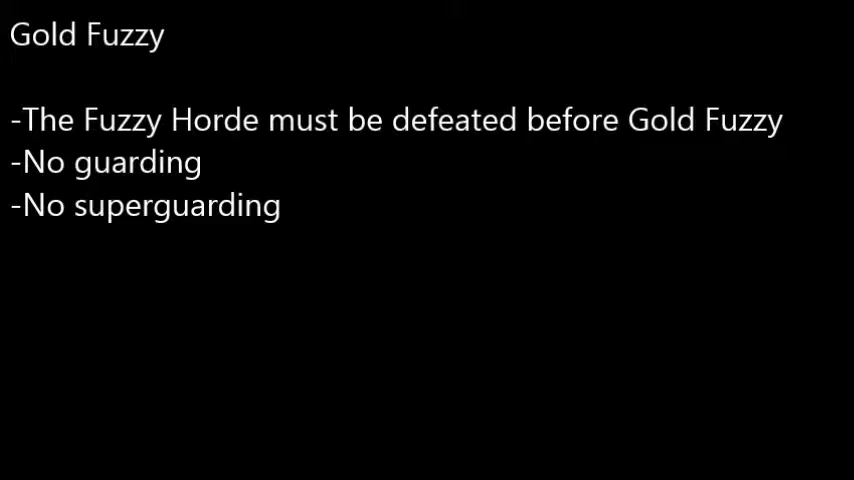 Gold Fuzzy
-The Fuzzy Horde must be defeated before Gold Fuzzy
-No guarding
-No superguarding